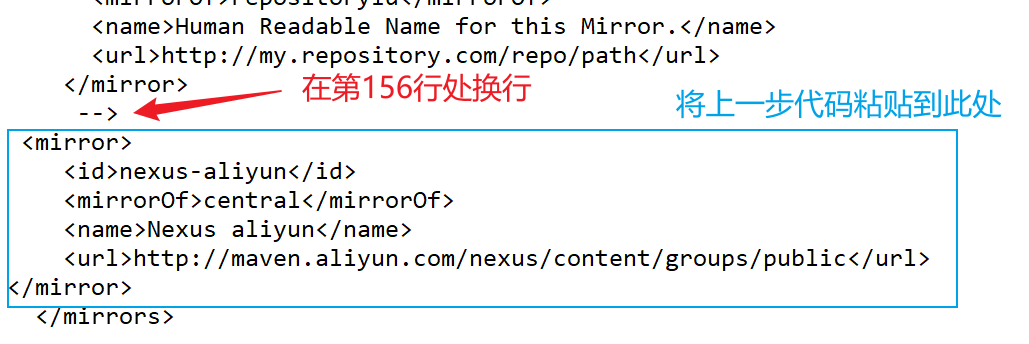 <mirrorOf>repositoryId</mirrorOf>
<name>Human Readable Name for this Mirror.</name>
<url>http://my.repository.com/repo/path</url>
</mirror>
在第156行处换行
-->
将上一步代码粘贴到此处
<mirror>
<id>nexus-aliyun</id>
<mirrorOf>central</mirrorOf>
<name>Nexus aliyun</name>
<url>http://maven.aliyun.com/nexus/content/groups/public</url>
</mirror>
</mirrors>